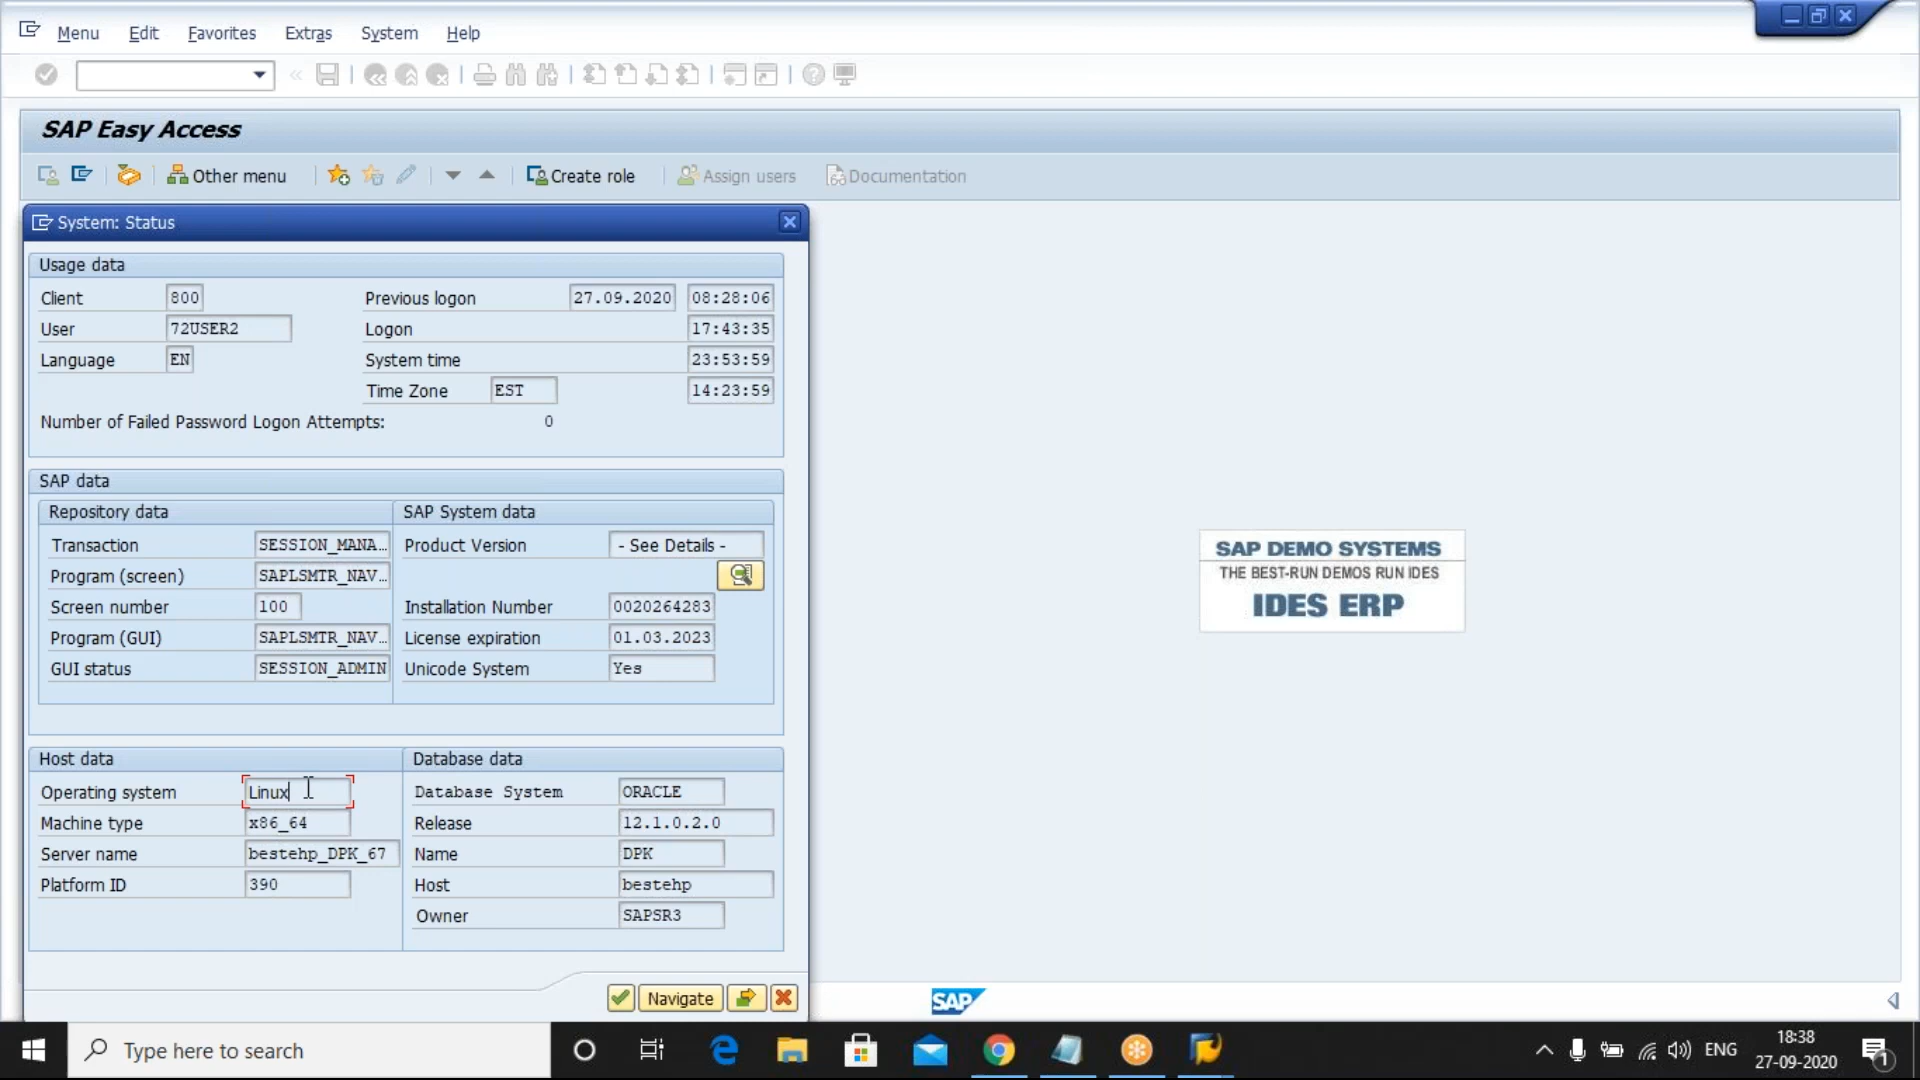 Menu Edit Favorites Extras System Help
SAP Easy Access
Other menu Create role Assign users Documentation
System: Status
Usage data
Client 800 Previous logon 27.09.2020 08:28:06
User 72USER2 Logon 17:43:35
Language EN System time 23:53:59
Time Zone EST 14:23:59
Number of Failed Password Logon Attempts: 0
SAP data
Repository data SAP System data
Transaction SESSION_MANA… Product Version - See Details -
Program (screen) SAPLSMTR_NAV…
Screen number 100 Installation Number 0020264283
Program (GUI) SAPLSMTR_NAV… License expiration 01.03.2023
GUI status SESSION_ADMIN Unicode System Yes
Host data Database data
Operating system Linux Database System ORACLE
Machine type x86_64 Release 12.1.0.2.0
Server name bestehp_DPK_67 Name DPK
Platform ID 390 Host bestehp
Owner SAPSR3
Navigate
SAP DEMO SYSTEMS
THE BEST-RUN DEMOS RUN IDES
IDES ERP
SAP
Type here to search
ENG
18:38
27-09-2020
1